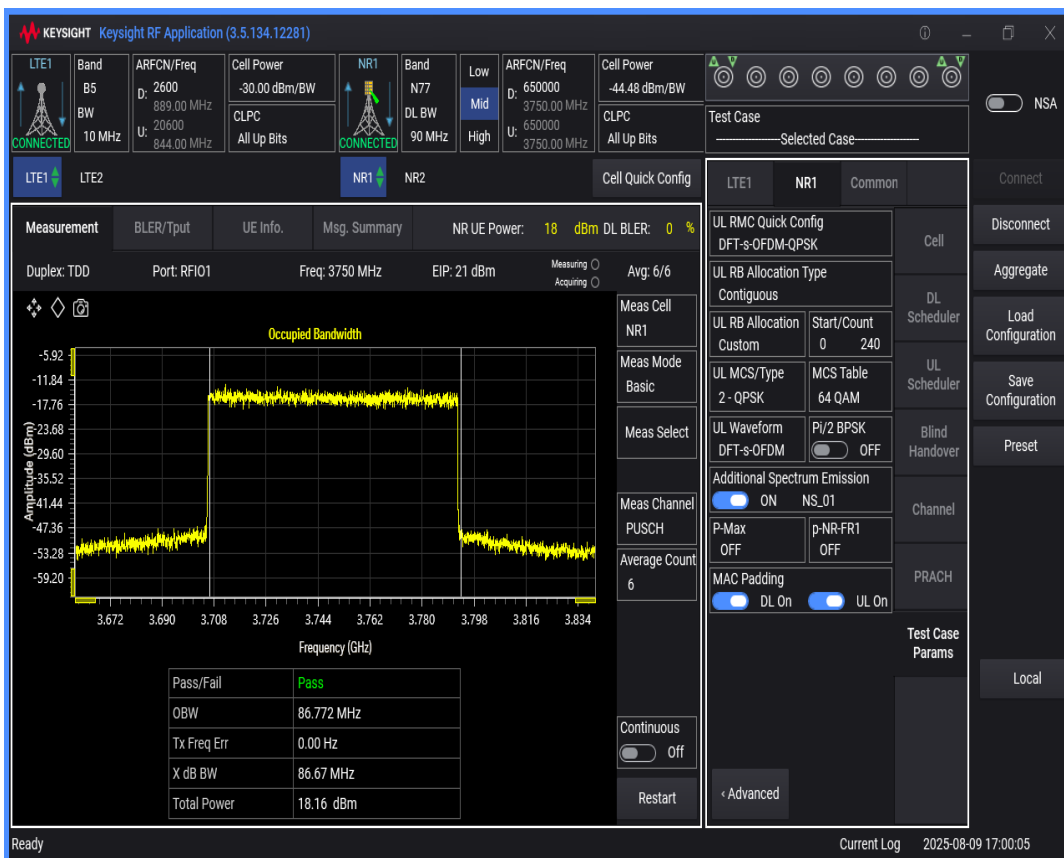 KEYSIGHT Keysight RF Application (3.5.134.12281)
LTE1
CONNECTED
Band
B5
BW
10 MHz
ARFCN/Freq
D: 2600
889.00 MHz
U: 20600
844.00 MHz
Cell Power
-30.00 dBm/BW
CLPC
All Up Bits
NR1
CONNECTED
Band
N77
DL BW
90 MHz
Low
Mid
High
ARFCN/Freq
D: 650000
3750.00 MHz
U: 650000
3750.00 MHz
Cell Power
-44.48 dBm/BW
CLPC
All Up Bits
Test Case
---------------Selected Case---------------
NSA
LTE1 LTE2 NR1 NR2 Cell Quick Config
Measurement BLER/Tput UE Info. Msg. Summary NR UE Power: 18 dBm DL BLER: 0 %
Duplex: TDD Port: RFIO1 Freq: 3750 MHz EIP: 21 dBm Measuring Avg: 6/6
Acquiring
Occupied Bandwidth
Amplitude (dBm)
-5.92
-11.84
-17.76
-23.68
-29.60
-35.52
-41.44
-47.36
-53.28
-59.20
3.672 3.690 3.708 3.726 3.744 3.762 3.780 3.798 3.816 3.834
Frequency (GHz)
Pass/Fail Pass
OBW 86.772 MHz
Tx Freq Err 0.00 Hz
X dB BW 86.67 MHz
Total Power 18.16 dBm
Meas Cell
NR1
Meas Mode
Basic
Meas Select
Meas Channel
PUSCH
Average Count
6
Continuous
Off
Restart
LTE1 NR1 Common
UL RMC Quick Config
DFT-s-OFDM-QPSK
UL RB Allocation Type
Contiguous
UL RB Allocation Start/Count
Custom 0 240
UL MCS/Type MCS Table
2 - QPSK 64 QAM
UL Waveform Pi/2 BPSK
DFT-s-OFDM OFF
Additional Spectrum Emission
ON NS_01
P-Max p-NR-FR1
OFF OFF
MAC Padding
DL On UL On
‹ Advanced
Cell
DL
Scheduler
UL
Scheduler
Blind
Handover
Channel
PRACH
Test Case
Params
Connect
Disconnect
Aggregate
Load
Configuration
Save
Configuration
Preset
Local
Ready Current Log 2025-08-09 17:00:05